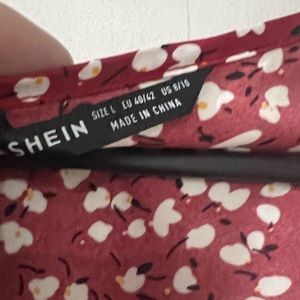 SHEIN
SIZE L EU 40/42 US 8/10
MADE IN CHINA